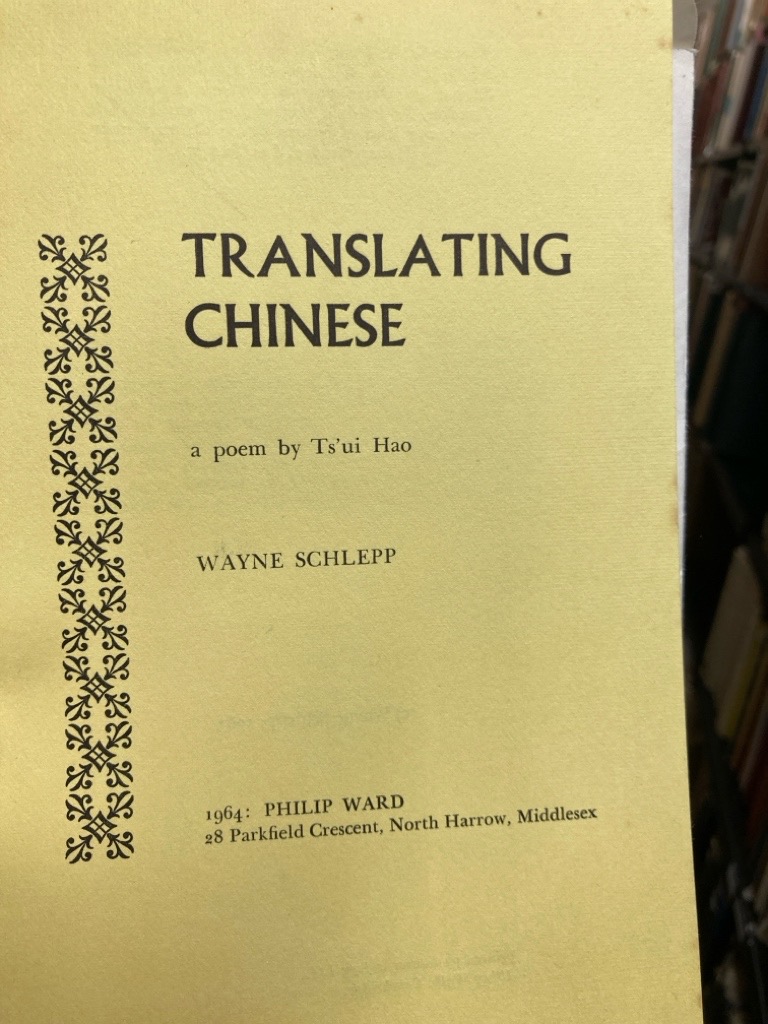 TRANSLATING
CHINESE
a poem by Ts'ui Hao
WAYNE SCHLEPP
1964: PHILIP WARD
28 Parkfield Crescent, North Harrow, Middlesex